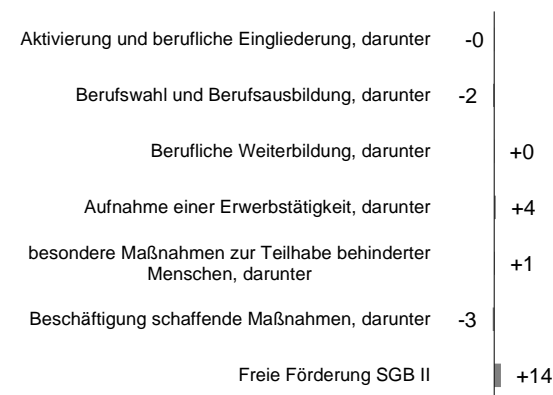 Aktivierung und berufliche Eingliederung, darunter -0
Berufswahl und Berufsausbildung, darunter -2
Berufliche Weiterbildung, darunter +0
Aufnahme einer Erwerbstätigkeit, darunter +4
besondere Maßnahmen zur Teilhabe behinderter
Menschen, darunter +1
Beschäftigung schaffende Maßnahmen, darunter -3
Freie Förderung SGB II +14